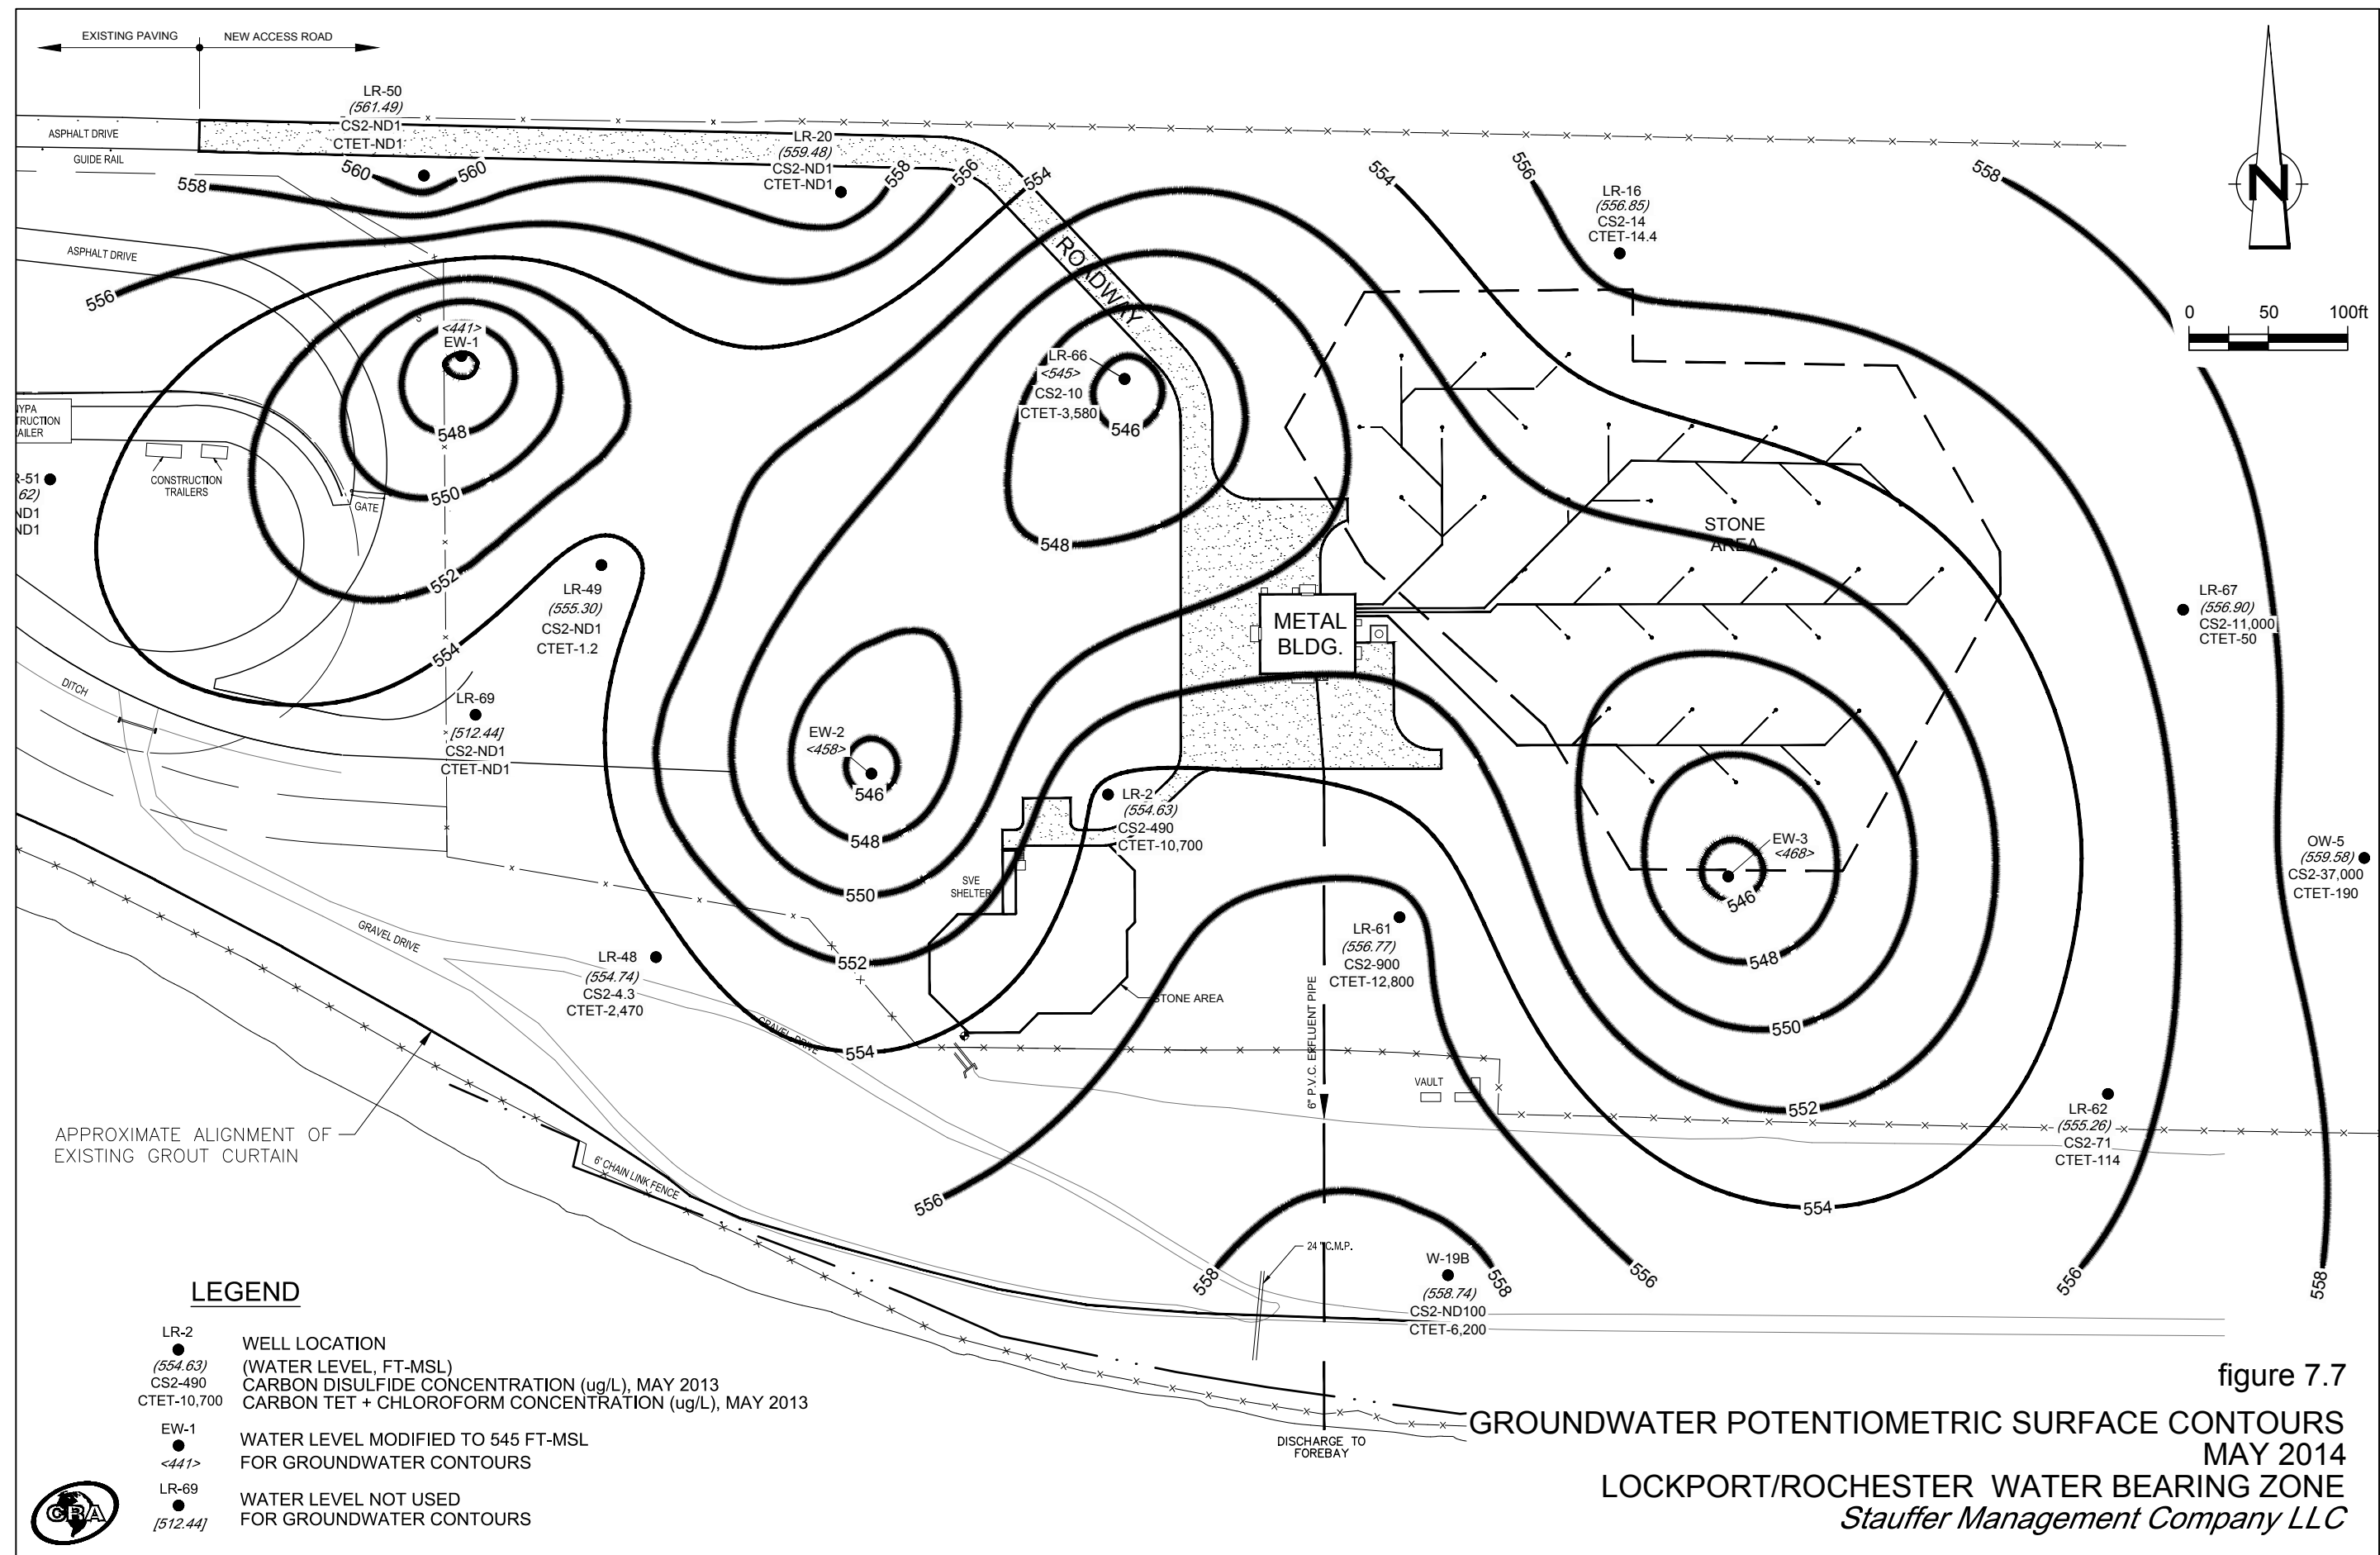 EXISTING PAVING
NEW ACCESS ROAD
LR-50
(561.49)
CS2-ND1
CTET-ND1
ASPHALT DRIVE
GUIDE RAIL
LR-20
(559.48)
CS2-ND1
CTET-ND1
560
560
558
558
556
554
554
556
558
LR-16
(556.85)
CS2-14
CTET-14.4
N
0 50 100ft
ASPHALT DRIVE
556
ROADWAY
<441>
EW-1
548
550
552
554
LR-66
<545>
CS2-10
CTET-3,580
546
548
CONSTRUCTION
TRAILERS
GATE
62)
ND1
ND1
STONE
AREA
LR-49
(555.30)
CS2-ND1
CTET-1.2
METAL
BLDG.
LR-67
(556.90)
CS2-11,000
CTET-50
DITCH
LR-69
[512.44]
CS2-ND1
CTET-ND1
EW-2
<458>
546
548
550
552
554
LR-2
(554.63)
CS2-490
CTET-10,700
SVE
SHELTER
STONE AREA
EW-3
<468>
546
548
550
552
554
OW-5
(559.58)
CS2-37,000
CTET-190
LR-61
(556.77)
CS2-900
CTET-12,800
GRAVEL DRIVE
GRAVEL DRIVE
LR-48
(554.74)
CS2-4.3
CTET-2,470
6" P.V.C. EFFLUENT PIPE
VAULT
LR-62
(555.26)
CS2-71
CTET-114
APPROXIMATE ALIGNMENT OF
EXISTING GROUT CURTAIN
6' CHAIN LINK FENCE
556
558
558
556
556
558
24 "C.M.P.
W-19B
(558.74)
CS2-ND100
CTET-6,200
DISCHARGE TO
FOREBAY
LEGEND
LR-2
(554.63)
CS2-490
CTET-10,700
WELL LOCATION
(WATER LEVEL, FT-MSL)
CARBON DISULFIDE CONCENTRATION (ug/L), MAY 2013
CARBON TET + CHLOROFORM CONCENTRATION (ug/L), MAY 2013
EW-1
<441>
WATER LEVEL MODIFIED TO 545 FT-MSL
FOR GROUNDWATER CONTOURS
LR-69
[512.44]
WATER LEVEL NOT USED
FOR GROUNDWATER CONTOURS
CRA
figure 7.7
GROUNDWATER POTENTIOMETRIC SURFACE CONTOURS
MAY 2014
LOCKPORT/ROCHESTER WATER BEARING ZONE
Stauffer Management Company LLC